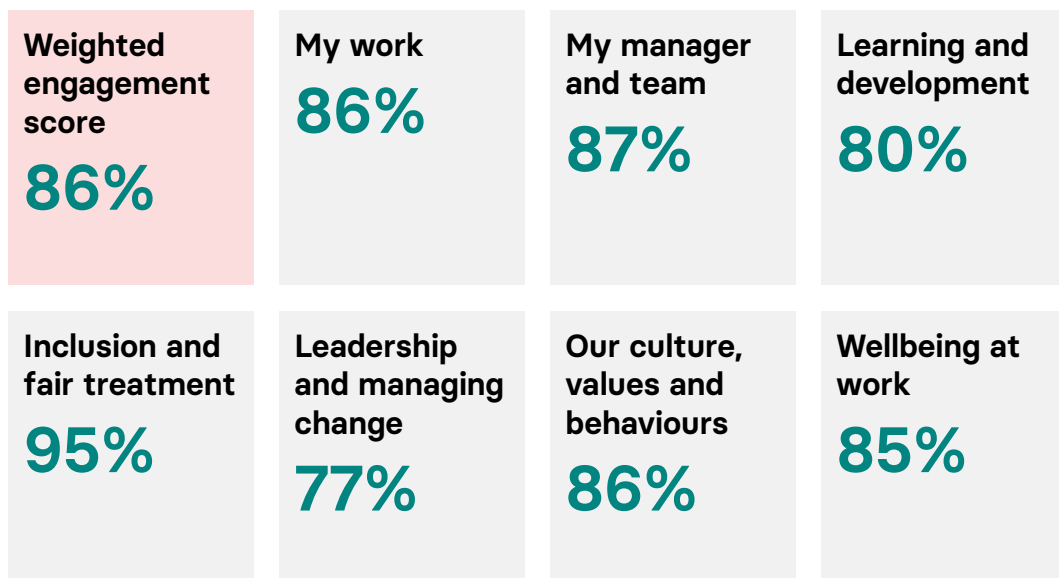 Weighted
engagement
score
86%
My work
86%
My manager
and team
87%
Learning and
development
80%
Inclusion and
fair treatment
95%
Leadership
and managing
change
77%
Our culture,
values and
behaviours
86%
Wellbeing at
work
85%